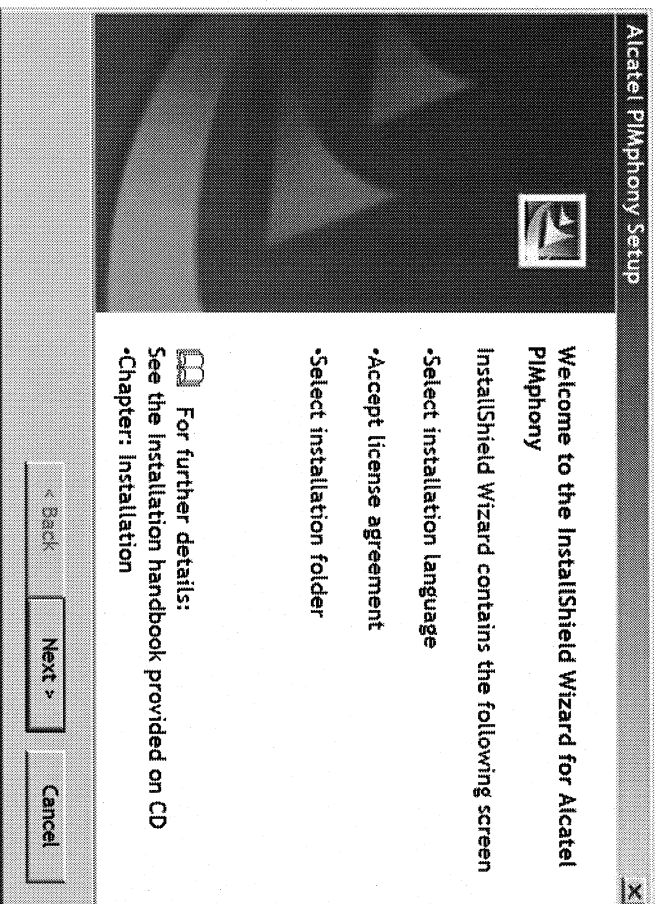 Alcatel PIMphony Setup
Welcome to the InstallShield Wizard for Alcatel
PIMphony
InstallShield Wizard contains the following screen
•Select installation language
•Accept license agreement
•Select installation folder
For further details:
See the Installation handbook provided on CD
•Chapter: Installation
< Back
Next >
Cancel